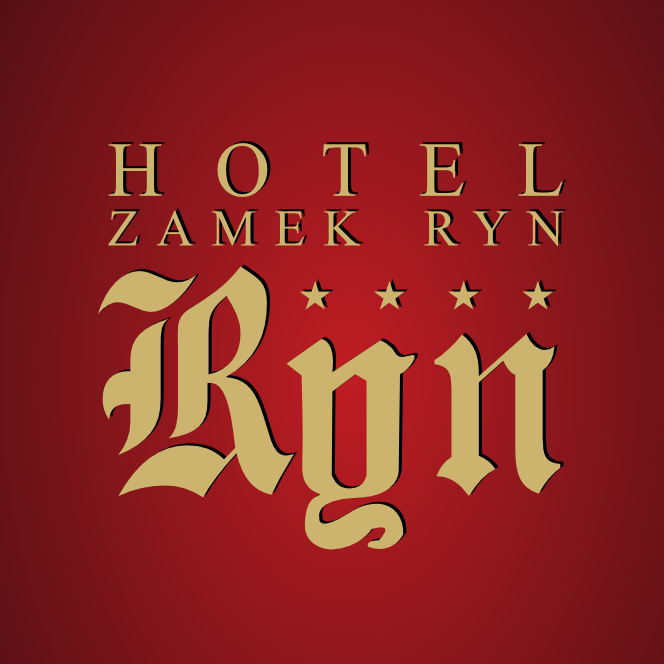 HOTEL
ZAMEK RYN
★ ★ ★ ★
Ryn